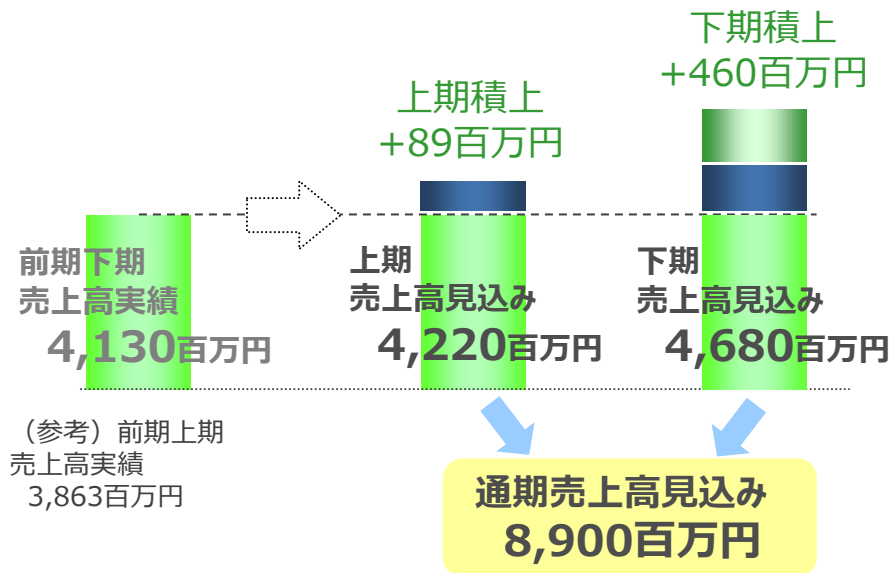 下期積上
+460百万円
上期積上
+89百万円
前期下期
売上高実績
4,130百万円
上期
売上高見込み
4,220百万円
下期
売上高見込み
4,680百万円
（参考）前期上期
売上高実績
3,863百万円
通期売上高見込み
8,900百万円